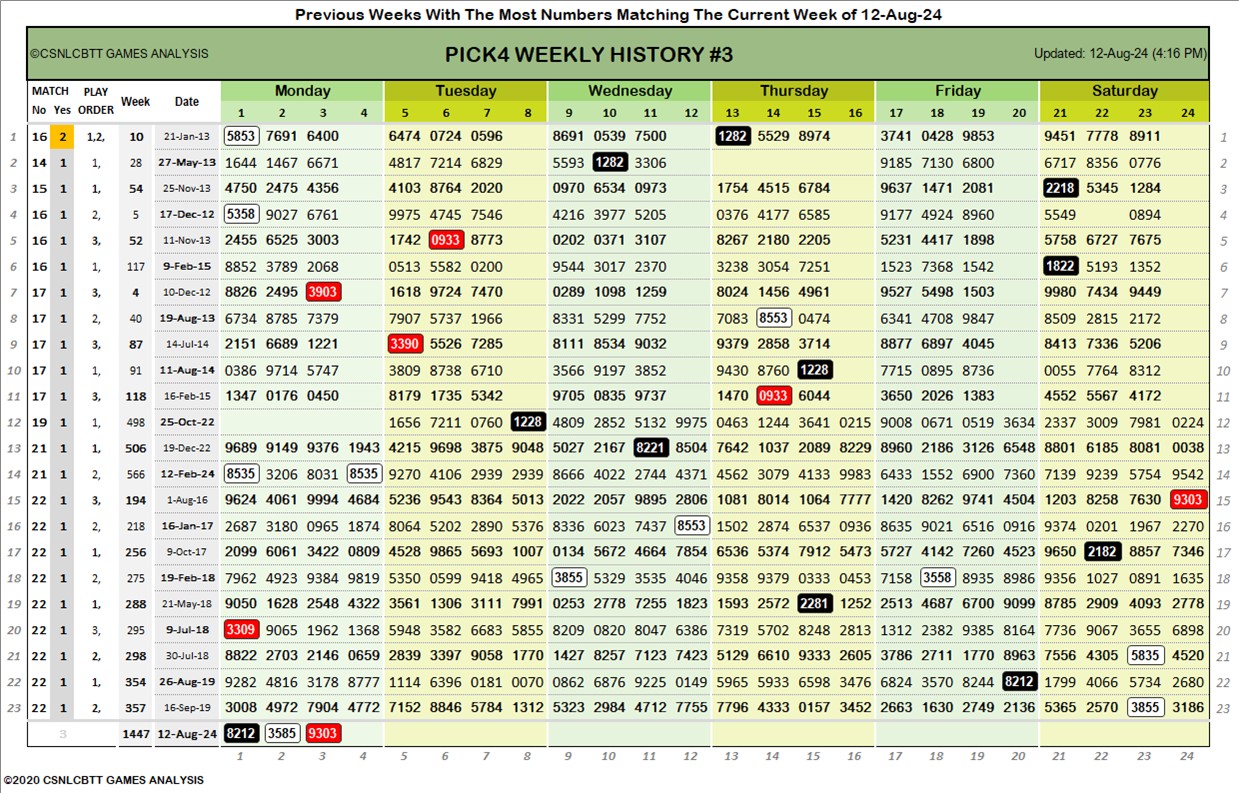 Previous Weeks With The Most Numbers Matching The Current Week of 12-Aug-24
©CSNLCBTT GAMES ANALYSIS PICK4 WEEKLY HISTORY #3 Updated: 12-Aug-24 (4:16 PM)
MATCH PLAY Week Date Monday Tuesday Wednesday Thursday Friday Saturday
No Yes ORDER 1 2 3 4 5 6 7 8 9 10 11 12 13 14 15 16 17 18 19 20 21 22 23 24
1 16 2 1,2, 10 21-Jan-13 5853 7691 6400 6474 0724 0596 8691 0539 7500 1282 5529 8974 3741 0428 9853 9451 7778 8911 1
2 14 1 1, 28 27-May-13 1644 1467 6671 4817 7214 6829 5593 1282 3306 9185 7130 6800 6717 8356 0776 2
3 15 1 1, 54 25-Nov-13 4750 2475 4356 4103 8764 2020 0970 6534 0973 1754 4515 6784 9637 1471 2081 2218 5345 1284 3
4 16 1 2, 5 17-Dec-12 5358 9027 6761 9975 4745 7546 4216 3977 5205 0376 4177 6585 9177 4924 8960 5549 0894 4
5 16 1 3, 52 11-Nov-13 2455 6525 3003 1742 0933 8773 0202 0371 3107 8267 2180 2205 5231 4417 1898 5758 6727 7675 5
6 16 1 1, 117 9-Feb-15 8852 3789 2068 0513 5582 0200 9544 3017 2370 3238 3054 7251 1523 7368 1542 1822 5193 1352 6
7 17 1 3, 4 10-Dec-12 8826 2495 3903 1618 9724 7470 0289 1098 1259 8024 1456 4961 9527 5498 1503 9980 7434 9449 7
8 17 1 2, 40 19-Aug-13 6734 8785 7379 7907 5737 1966 8331 5299 7752 7083 8553 0474 6341 4708 9847 8509 2815 2172 8
9 17 1 3, 87 14-Jul-14 2151 6689 1221 3390 5526 7285 8111 8534 9032 9379 2858 3714 8877 6897 4045 8413 7336 5206 9
10 17 1 1, 91 11-Aug-14 0386 9714 5747 3809 8738 6710 3566 9197 3852 9430 8760 1228 7715 0895 8736 0055 7764 8312 10
11 17 1 3, 118 16-Feb-15 1347 0176 0450 8179 1735 5342 9705 0835 9737 1470 0933 6044 3650 2026 1383 4552 5567 4172 11
12 19 1 1, 498 25-Oct-22 1656 7211 0760 1228 4809 2852 5132 9975 0463 1244 3641 0215 9008 0671 0519 3634 2337 3009 7981 0224 12
13 21 1 1, 506 19-Dec-22 9689 9149 9376 1943 4215 9698 3875 9048 5027 2167 8221 8504 7642 1037 2089 8229 8960 2186 3126 6548 8801 6185 8081 0038 13
14 21 1 2, 566 12-Feb-24 8535 3206 8031 8535 9270 4106 2939 2939 8666 4022 2744 4371 4562 3079 4133 9983 6433 1552 6900 7360 7139 9239 5754 9542 14
15 22 1 3, 194 1-Aug-16 9624 4061 9994 4684 5236 9543 8364 5013 2022 2057 9895 2806 1081 8014 1064 7777 1420 8262 9741 4504 1203 8258 7630 9303 15
16 22 1 2, 218 16-Jan-17 2687 3180 0965 1874 8064 5202 2890 5376 8336 6023 7437 8553 1502 2874 6537 0936 8635 9021 6516 0916 9374 0201 1967 2270 16
17 22 1 1, 256 9-Oct-17 2099 6061 3422 0809 4528 9865 5693 1007 0134 5672 4664 7854 6536 5374 7912 5473 5727 4142 7260 4523 9650 2182 8857 7346 17
18 22 1 2, 275 19-Feb-18 7962 4923 9384 9819 5350 0599 9418 4965 3855 5329 3535 4046 9358 9379 0333 0453 7158 3558 8935 8986 9356 1027 0891 1635 18
19 22 1 1, 288 21-May-18 9050 1628 2548 4322 3561 1306 3111 7991 0253 2778 7255 1823 1593 2572 2281 1252 2513 4687 6700 9099 8785 2909 4093 2778 19
20 22 1 3, 295 9-Jul-18 3309 9065 1962 1368 5948 3582 6683 5855 8209 0820 8047 6386 7319 5702 8248 2813 1312 2382 9385 8164 7736 9067 3655 6898 20
21 22 1 2, 298 30-Jul-18 8822 2703 2146 0659 2839 3397 9058 1770 1427 8257 7123 7423 5129 6610 9333 2605 3786 2711 1770 8963 7556 4305 5835 4520 21
22 22 1 1, 354 26-Aug-19 9282 4816 3178 8777 1114 6396 0181 0070 0862 6876 9225 0149 5965 5933 6598 3476 6824 3570 8244 8212 1799 4066 5734 2680 22
23 22 1 2, 357 16-Sep-19 3008 4972 7904 4772 7152 8846 5784 1312 5323 2984 4712 7755 7796 4333 0157 3452 2663 1630 2749 2136 5365 2570 3855 3186 23
3 1447 12-Aug-24 8212 3585 9303
1 2 3 4 5 6 7 8 9 10 11 12 13 14 15 16 17 18 19 20 21 22 23 24
©2020 CSNLCBTT GAMES ANALYSIS